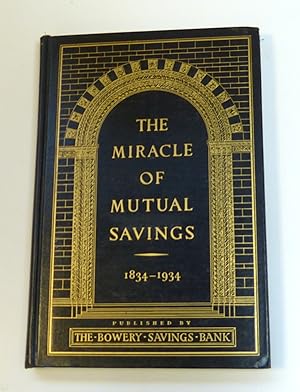 THE
MIRACLE
OF
MUTUAL
SAVINGS
1834-1934
PUBLISHED BY
THE·BOWERY·SAVINGS·BANK